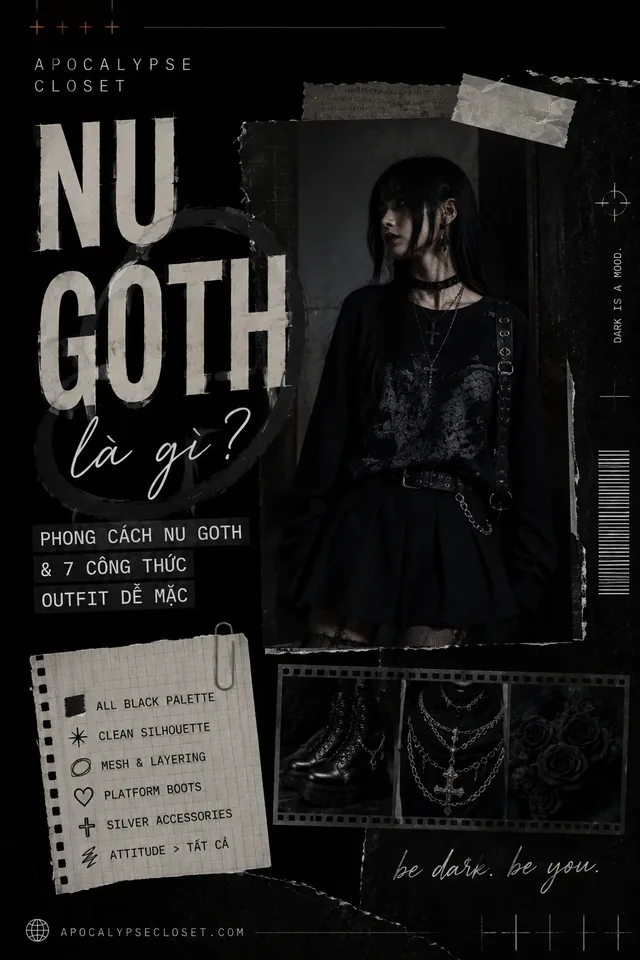 APOCALYPSE
CLOSET
NU
GOTH
là gì?
PHONG CÁCH NU GOTH
& 7 CÔNG THỨC
OUTFIT DỄ MẶC
DARK IS A MOOD.
ALL BLACK PALETTE
CLEAN SILHOUETTE
MESH & LAYERING
PLATFORM BOOTS
SILVER ACCESSORIES
ATTITUDE > TẤT CẢ
be dark. be you.
APOCALYPSECLOSET.COM